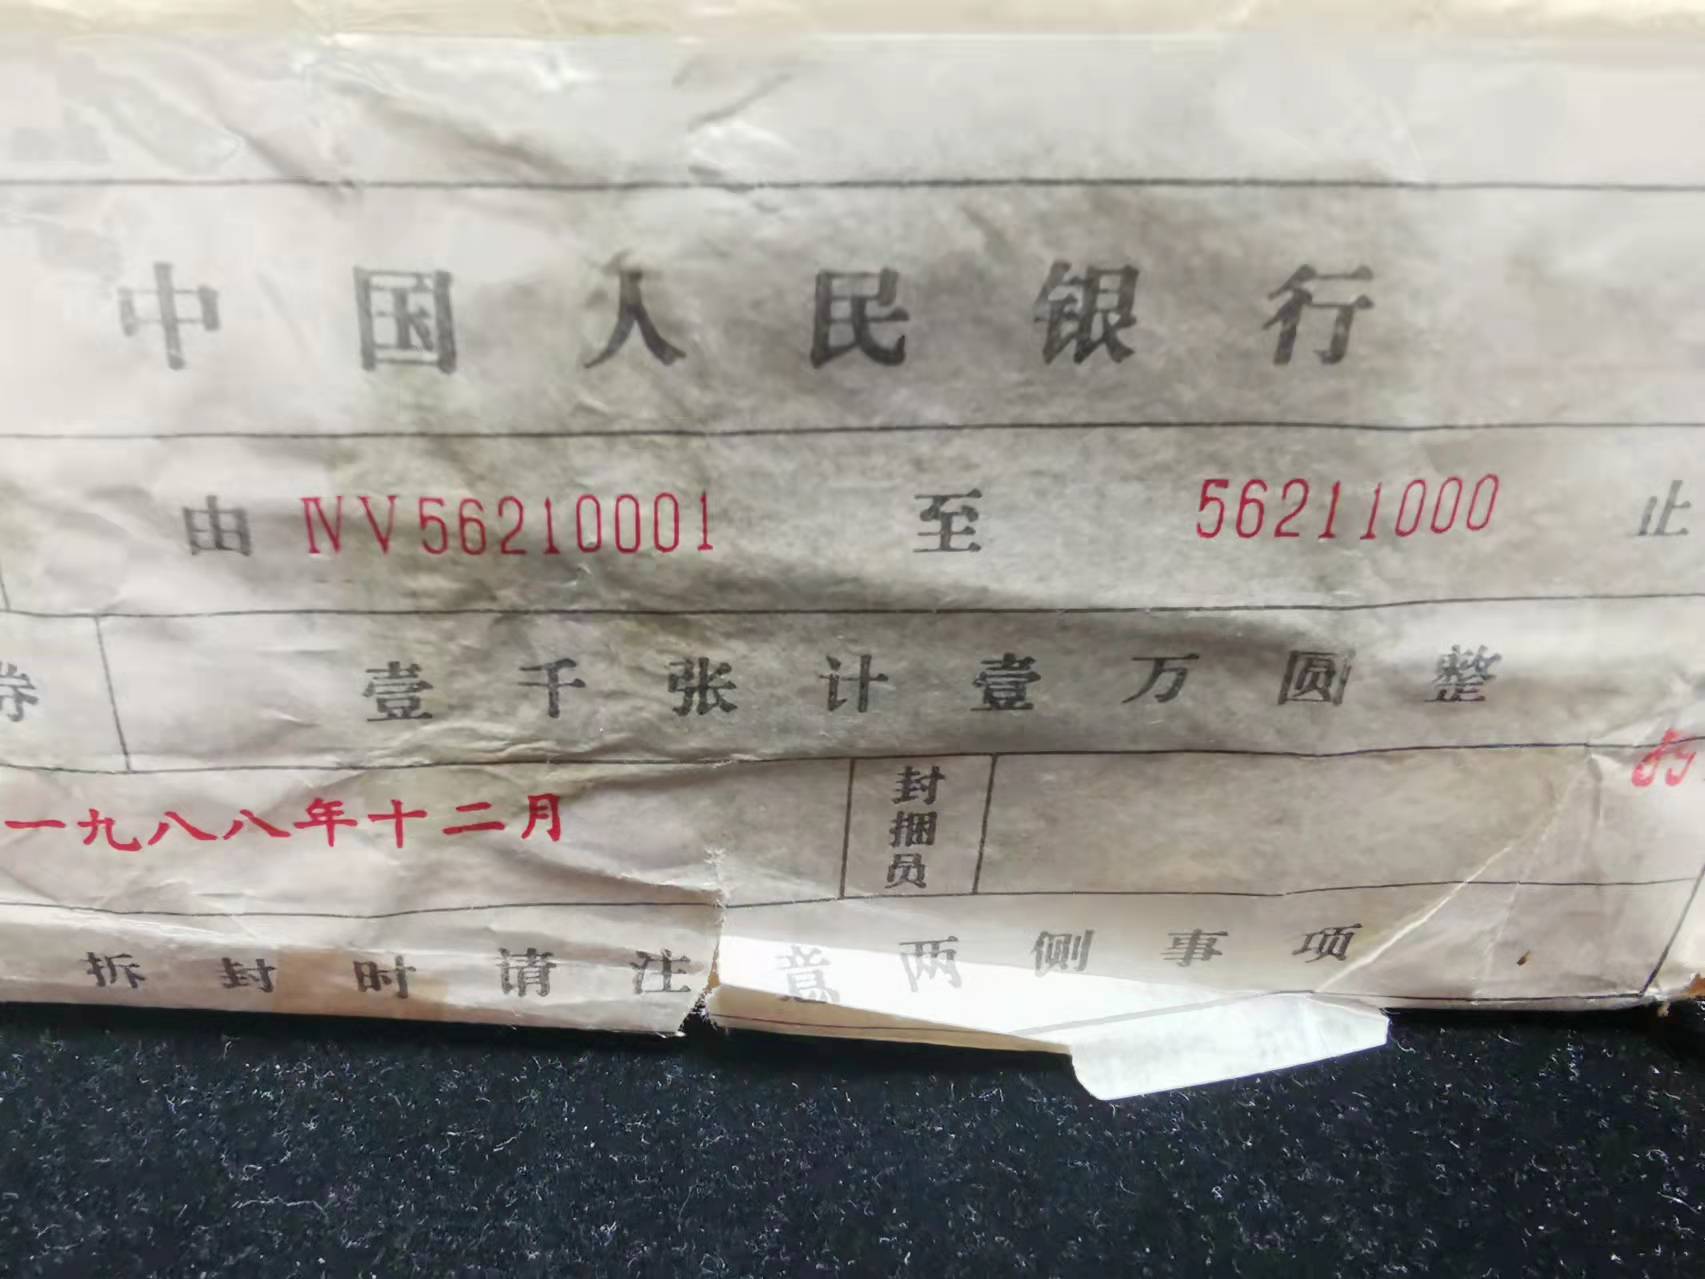 中国人民银行
由 ⅣV56210001 至 56211000 止
券 壹千张计壹万圆整
一九八八年十二月 封捆员
拆封时请注意两侧事项